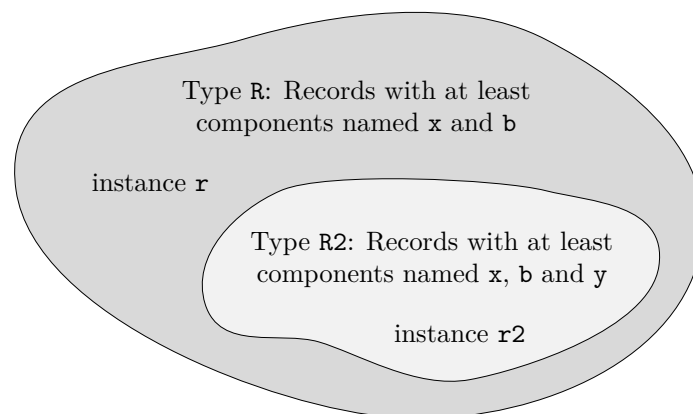 Type R: Records with at least
components named x and b
instance r
Type R2: Records with at least
components named x, b and y
instance r2